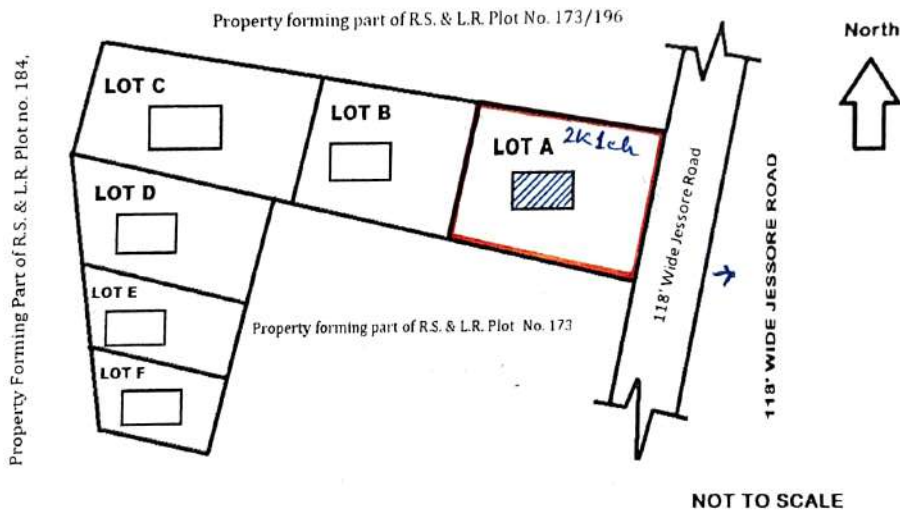 Property forming part of R.S. & L.R. Plot No. 173/196
North
Property Forming Part of R.S. & L.R. Plot no. 184,
LOT C
LOT B
LOT A
2K 1ch
LOT D
118' Wide Jessore Road
118' WIDE JESSORE ROAD
LOT E
Property forming part of R.S. & L.R. Plot No. 173
LOT F
NOT TO SCALE